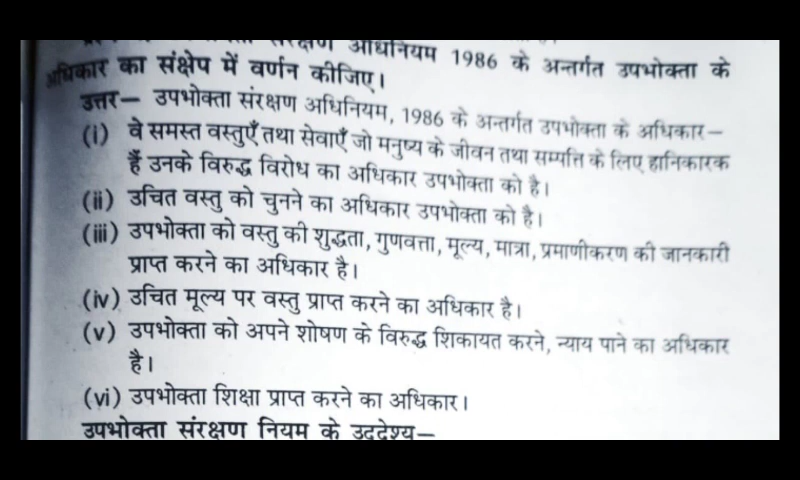 संरक्षण अधिनियम 1986 के अन्तर्गत उपभोक्ता के
अधिकार का संक्षेप में वर्णन कीजिए।
उत्तर— उपभोक्ता संरक्षण अधिनियम, 1986 के अन्तर्गत उपभोक्ता के अधिकार—
(i) वे समस्त वस्तुएँ तथा सेवाएँ जो मनुष्य के जीवन तथा सम्पत्ति के लिए हानिकारक
हैं उनके विरुद्ध विरोध का अधिकार उपभोक्ता को है।
(ii) उचित वस्तु को चुनने का अधिकार उपभोक्ता को है।
(iii) उपभोक्ता को वस्तु की शुद्धता, गुणवत्ता, मूल्य, मात्रा, प्रमाणीकरण की जानकारी
प्राप्त करने का अधिकार है।
(iv) उचित मूल्य पर वस्तु प्राप्त करने का अधिकार है।
(v) उपभोक्ता को अपने शोषण के विरुद्ध शिकायत करने, न्याय पाने का अधिकार
है।
(vi) उपभोक्ता शिक्षा प्राप्त करने का अधिकार।
उपभोक्ता संरक्षण नियम के उद्देश्य—